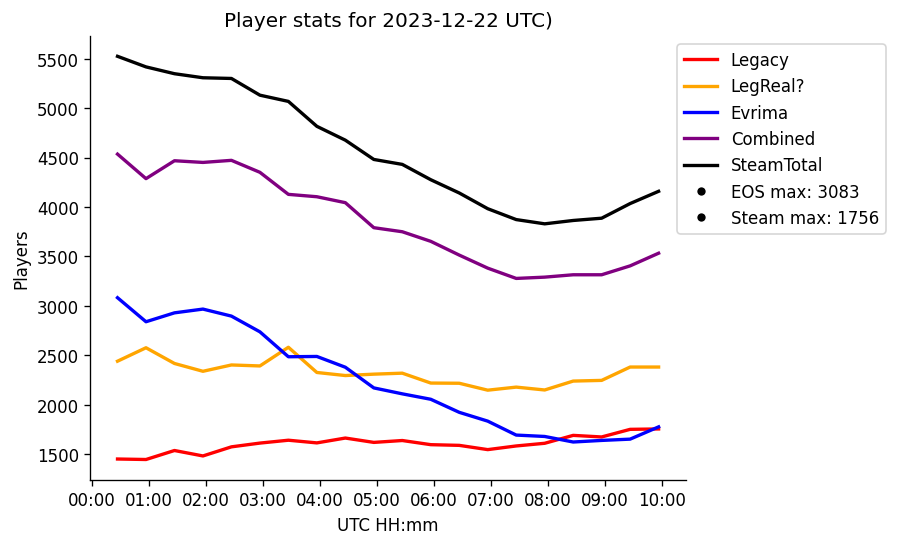 Player stats for 2023-12-22 UTC)
Legacy
LegReal?
Evrima
Combined
SteamTotal
EOS max: 3083
Steam max: 1756
5500
5000
4500
4000
3500
3000
2500
2000
1500
Players
00:00 01:00 02:00 03:00 04:00 05:00 06:00 07:00 08:00 09:00 10:00
UTC HH:mm